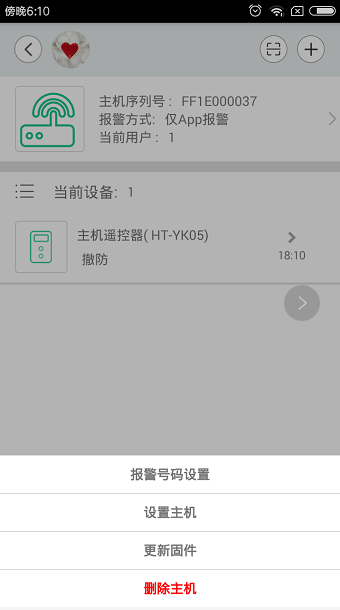 傍晚6:10
主机序列号： FF1E000037
报警方式: 仅App报警
当前用户： 1
当前设备: 1
主机遥控器( HT-YK05)
撤防
18:10
报警号码设置
设置主机
更新固件
删除主机